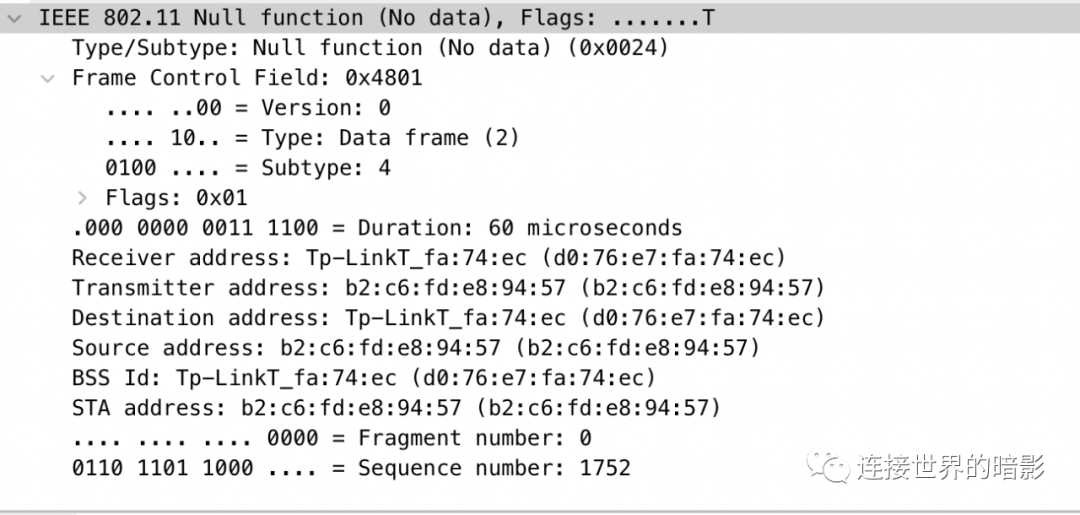 IEEE 802.11 Null function (No data), Flags: .......T
Type/Subtype: Null function (No data) (0x0024)
Frame Control Field: 0x4801
.... ..00 = Version: 0
.... 10.. = Type: Data frame (2)
0100 .... = Subtype: 4
Flags: 0x01
.000 0000 0011 1100 = Duration: 60 microseconds
Receiver address: Tp-LinkT_fa:74:ec (d0:76:e7:fa:74:ec)
Transmitter address: b2:c6:fd:e8:94:57 (b2:c6:fd:e8:94:57)
Destination address: Tp-LinkT_fa:74:ec (d0:76:e7:fa:74:ec)
Source address: b2:c6:fd:e8:94:57 (b2:c6:fd:e8:94:57)
BSS Id: Tp-LinkT_fa:74:ec (d0:76:e7:fa:74:ec)
STA address: b2:c6:fd:e8:94:57 (b2:c6:fd:e8:94:57)
.... .... .... 0000 = Fragment number: 0
0110 1101 1000 .... = Sequence number: 1752
连接世界的暗影